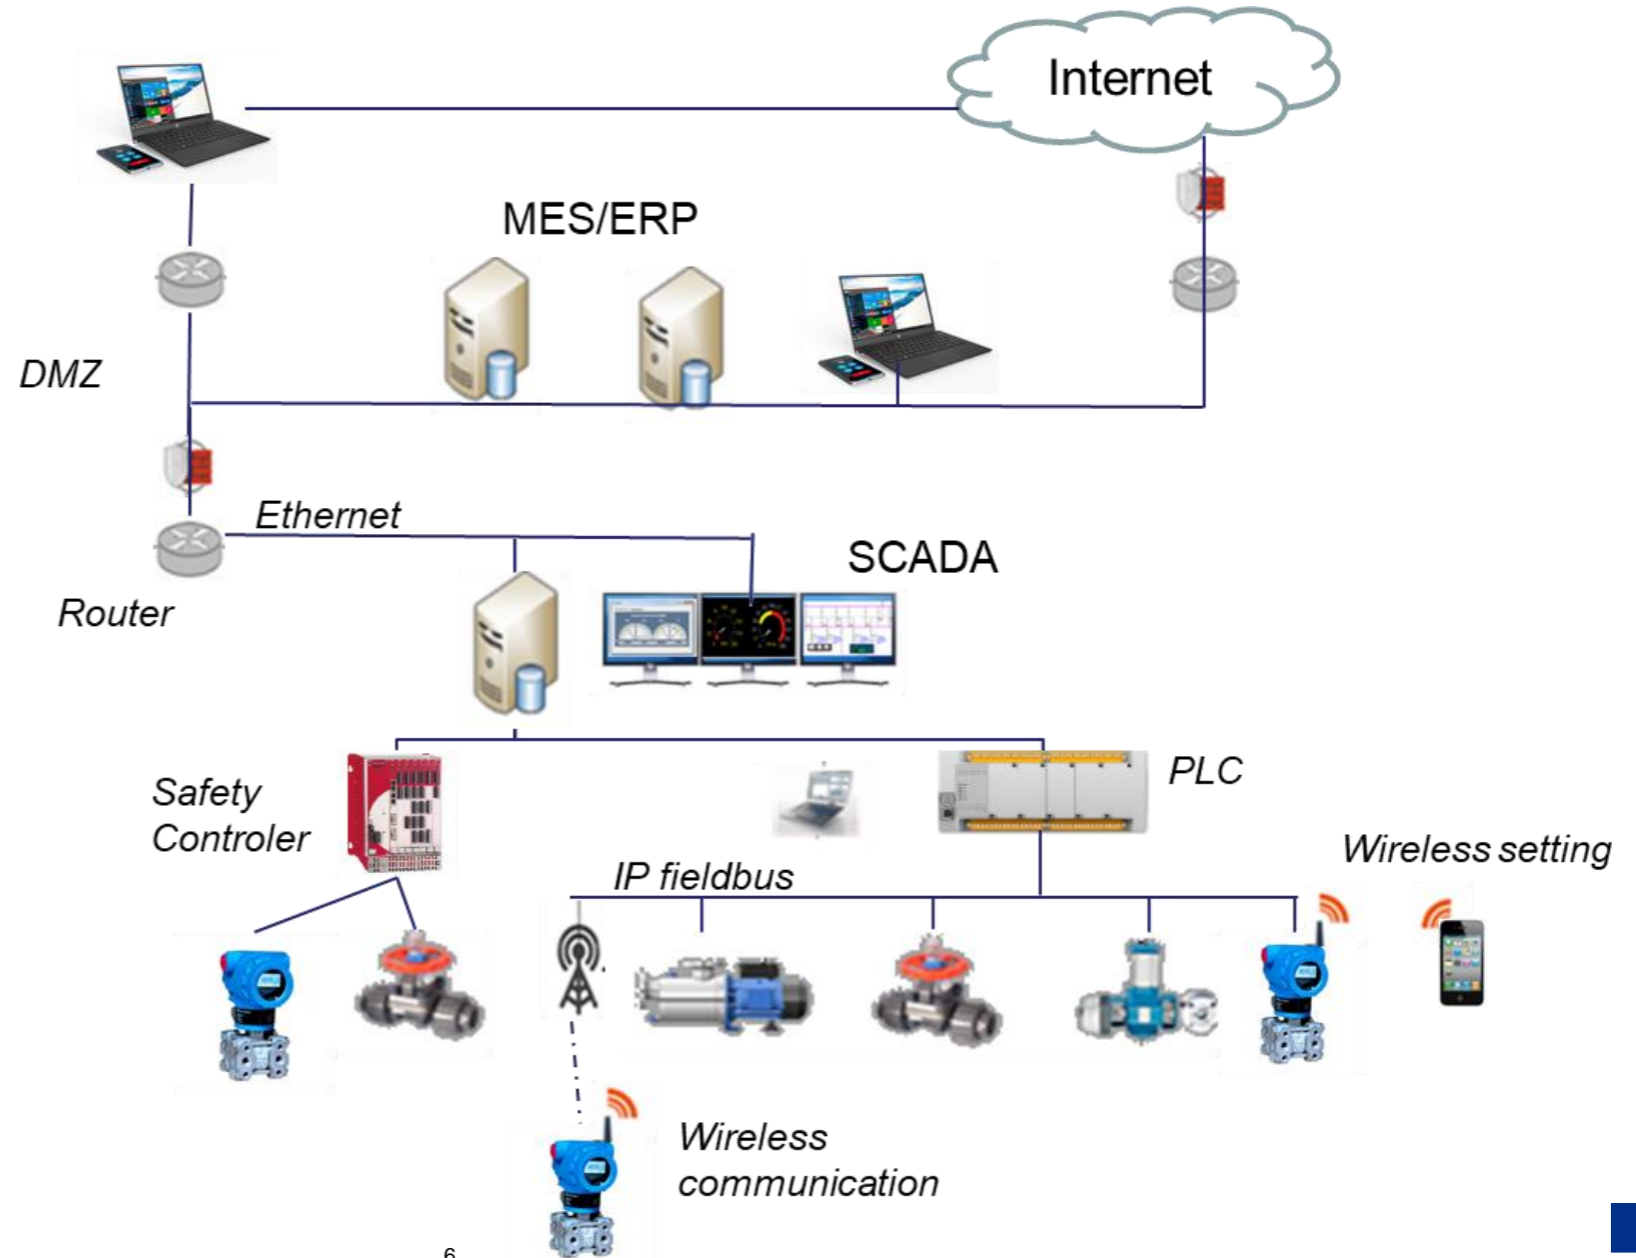 Internet
MES/ERP
DMZ
Ethernet
SCADA
Router
Safety
Controler
PLC
Wireless setting
IP fieldbus
Wireless
communication
6